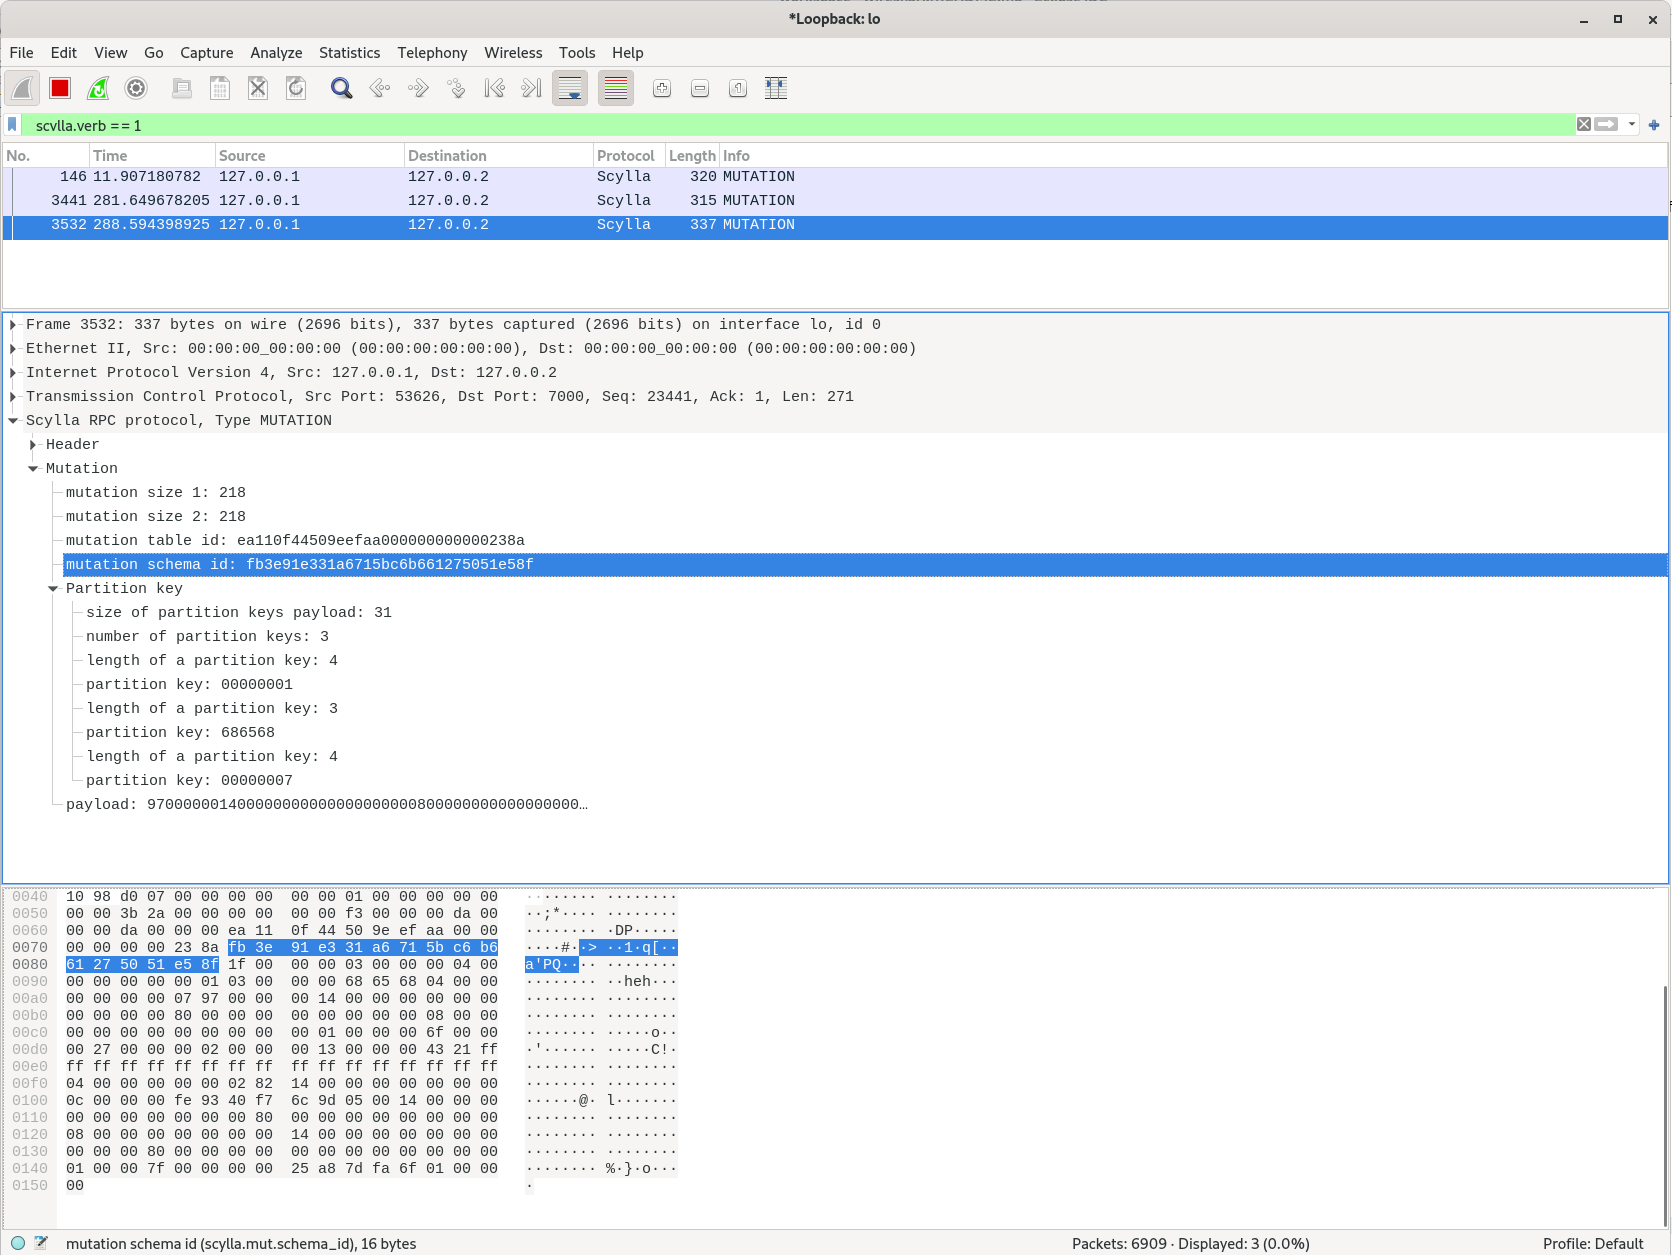 *Loopback: lo
File Edit View Go Capture Analyze Statistics Telephony Wireless Tools Help
scvlla.verb == 1
No. Time Source Destination Protocol Length Info
146 11.907180782 127.0.0.1 127.0.0.2 Scylla 320 MUTATION
3441 281.649678205 127.0.0.1 127.0.0.2 Scylla 315 MUTATION
3532 288.594398925 127.0.0.1 127.0.0.2 Scylla 337 MUTATION
Frame 3532: 337 bytes on wire (2696 bits), 337 bytes captured (2696 bits) on interface lo, id 0
Ethernet II, Src: 00:00:00_00:00:00 (00:00:00:00:00:00), Dst: 00:00:00_00:00:00 (00:00:00:00:00:00)
Internet Protocol Version 4, Src: 127.0.0.1, Dst: 127.0.0.2
Transmission Control Protocol, Src Port: 53626, Dst Port: 7000, Seq: 23441, Ack: 1, Len: 271
Scylla RPC protocol, Type MUTATION
Header
Mutation
mutation size 1: 218
mutation size 2: 218
mutation table id: ea110f44509eefaa000000000000238a
mutation schema id: fb3e91e331a6715bc6b661275051e58f
Partition key
size of partition keys payload: 31
number of partition keys: 3
length of a partition key: 4
partition key: 00000001
length of a partition key: 3
partition key: 686568
length of a partition key: 4
partition key: 00000007
payload: 970000001400000000000000000000800000000000000000…
0040 10 98 d0 07 00 00 00 00 00 00 01 00 00 00 00 00 ········ ········
0050 00 00 3b 2a 00 00 00 00 00 00 f3 00 00 00 da 00 ··;*···· ········
0060 00 00 da 00 00 00 ea 11 0f 44 50 9e ef aa 00 00 ········ ·DP·····
0070 00 00 00 00 23 8a fb 3e 91 e3 31 a6 71 5b c6 b6 ····#··> ··1·q[··
0080 61 27 50 51 e5 8f 1f 00 00 00 03 00 00 00 04 00 a'PQ···· ········
0090 00 00 00 00 00 01 03 00 00 00 68 65 68 04 00 00 ········ ··heh···
00a0 00 00 00 00 07 97 00 00 00 14 00 00 00 00 00 00 ········ ········
00b0 00 00 00 00 80 00 00 00 00 00 00 00 00 08 00 00 ········ ········
00c0 00 00 00 00 00 00 00 00 00 01 00 00 00 6f 00 00 ········ ·····o··
00d0 00 27 00 00 00 02 00 00 00 13 00 00 00 43 21 ff ·'······ ·····C!·
00e0 ff ff ff ff ff ff ff ff ff ff ff ff ff ff ff ff ········ ········
00f0 04 00 00 00 00 00 02 82 14 00 00 00 00 00 00 00 ········ ········
0100 0c 00 00 00 fe 93 40 f7 6c 9d 05 00 14 00 00 00 ······@· l·······
0110 00 00 00 00 00 00 00 80 00 00 00 00 00 00 00 00 ········ ········
0120 08 00 00 00 00 00 00 00 14 00 00 00 00 00 00 00 ········ ········
0130 00 00 00 80 00 00 00 00 00 00 00 00 00 00 00 00 ········ ········
0140 01 00 00 7f 00 00 00 00 25 a8 7d fa 6f 01 00 00 ········ %·}·o···
0150 00 ·
mutation schema id (scylla.mut.schema_id), 16 bytes Packets: 6909 · Displayed: 3 (0.0%) Profile: Default